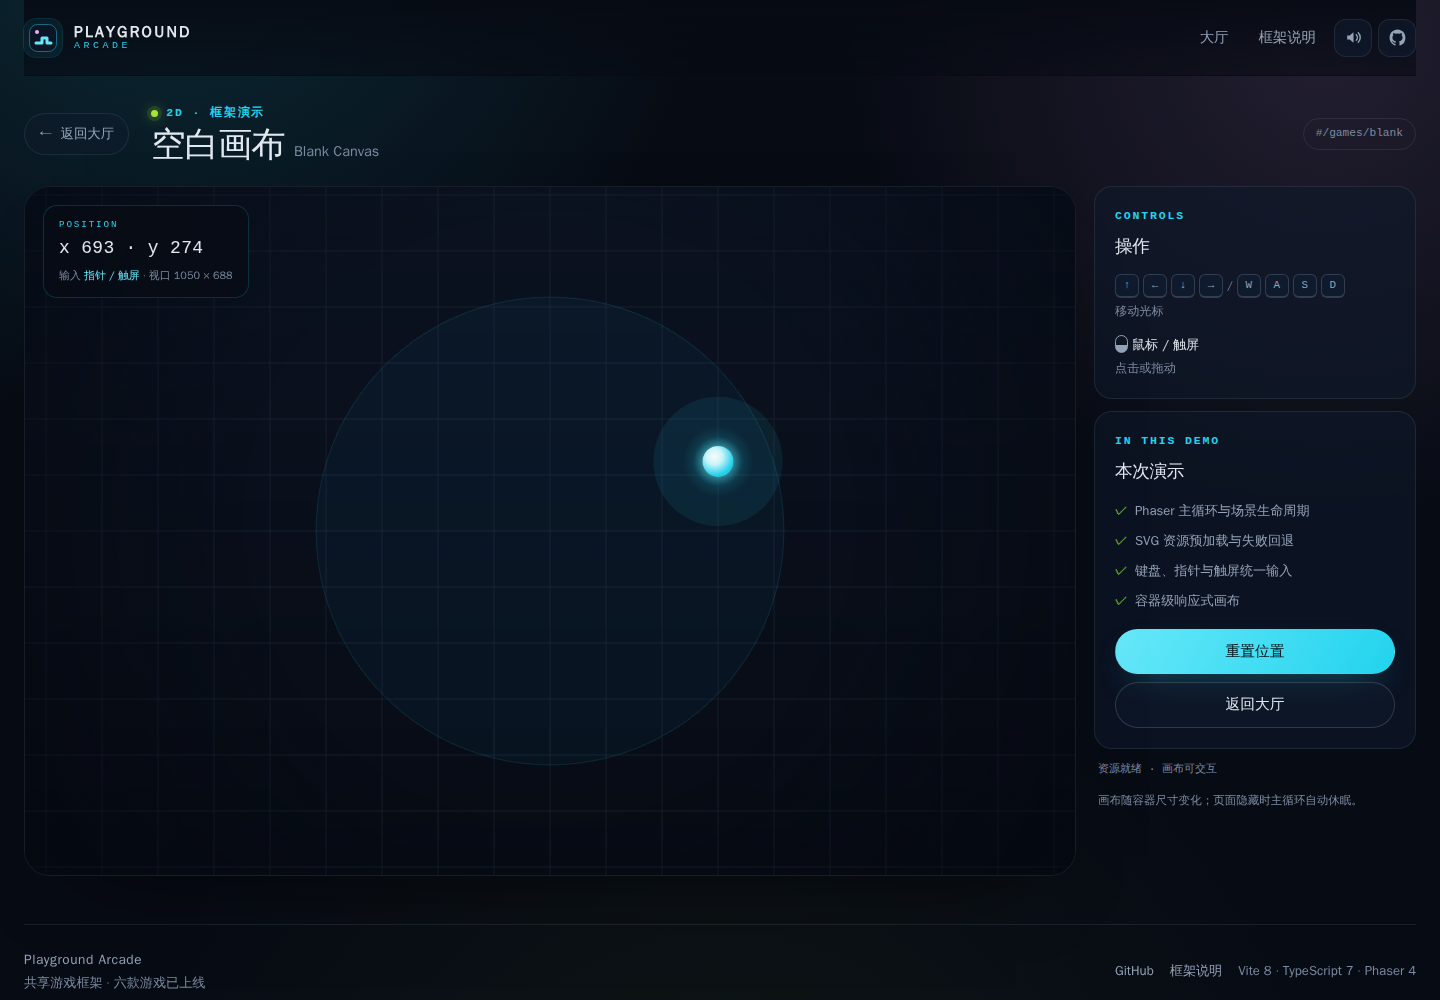 PLAYGROUND
ARCADE
大厅
框架说明
← 返回大厅
2D · 框架演示
空白画布 Blank Canvas
#/games/blank
POSITION
x 693 · y 274
输入 指针 / 触屏 · 视口 1050 × 688
CONTROLS
操作
↑ ← ↓ → / W A S D
移动光标
鼠标 / 触屏
点击或拖动
IN THIS DEMO
本次演示
✓ Phaser 主循环与场景生命周期
✓ SVG 资源预加载与失败回退
✓ 键盘、指针与触屏统一输入
✓ 容器级响应式画布
重置位置
返回大厅
资源就绪 · 画布可交互
画布随容器尺寸变化；页面隐藏时主循环自动休眠。
Playground Arcade
共享游戏框架 · 六款游戏已上线
GitHub 框架说明 Vite 8 · TypeScript 7 · Phaser 4